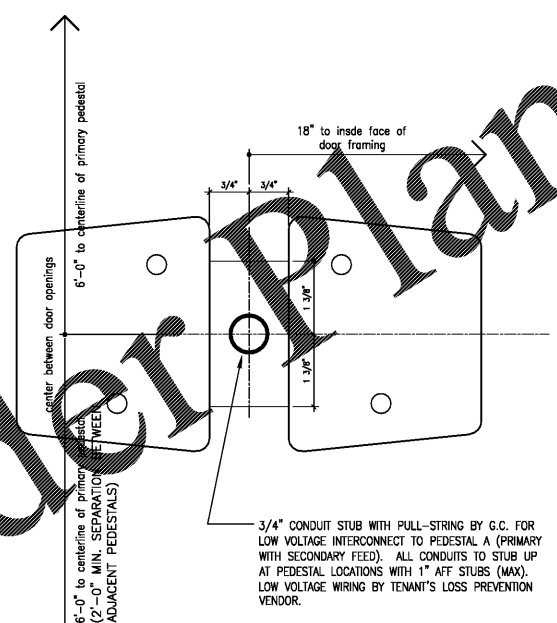 6'-0" to centerline of primary pedestal
18" to insde face of
door framing
3/4" 3/4"
center between door openings
1 3/8"
1 3/8"
6'-0" to centerline of primary pedestal
(2'-0" MIN. SEPARATION BETWEEN
ADJACENT PEDESTALS)
der Plan
3/4" CONDUIT STUB WITH PULL-STRING BY G.C. FOR
LOW VOLTAGE INTERCONNECT TO PEDESTAL A (PRIMARY
WITH SECONDARY FEED). ALL CONDUITS TO STUB UP
AT PEDESTAL LOCATIONS WITH 1" AFF STUBS (MAX).
LOW VOLTAGE WIRING BY TENANT'S LOSS PREVENTION
VENDOR.